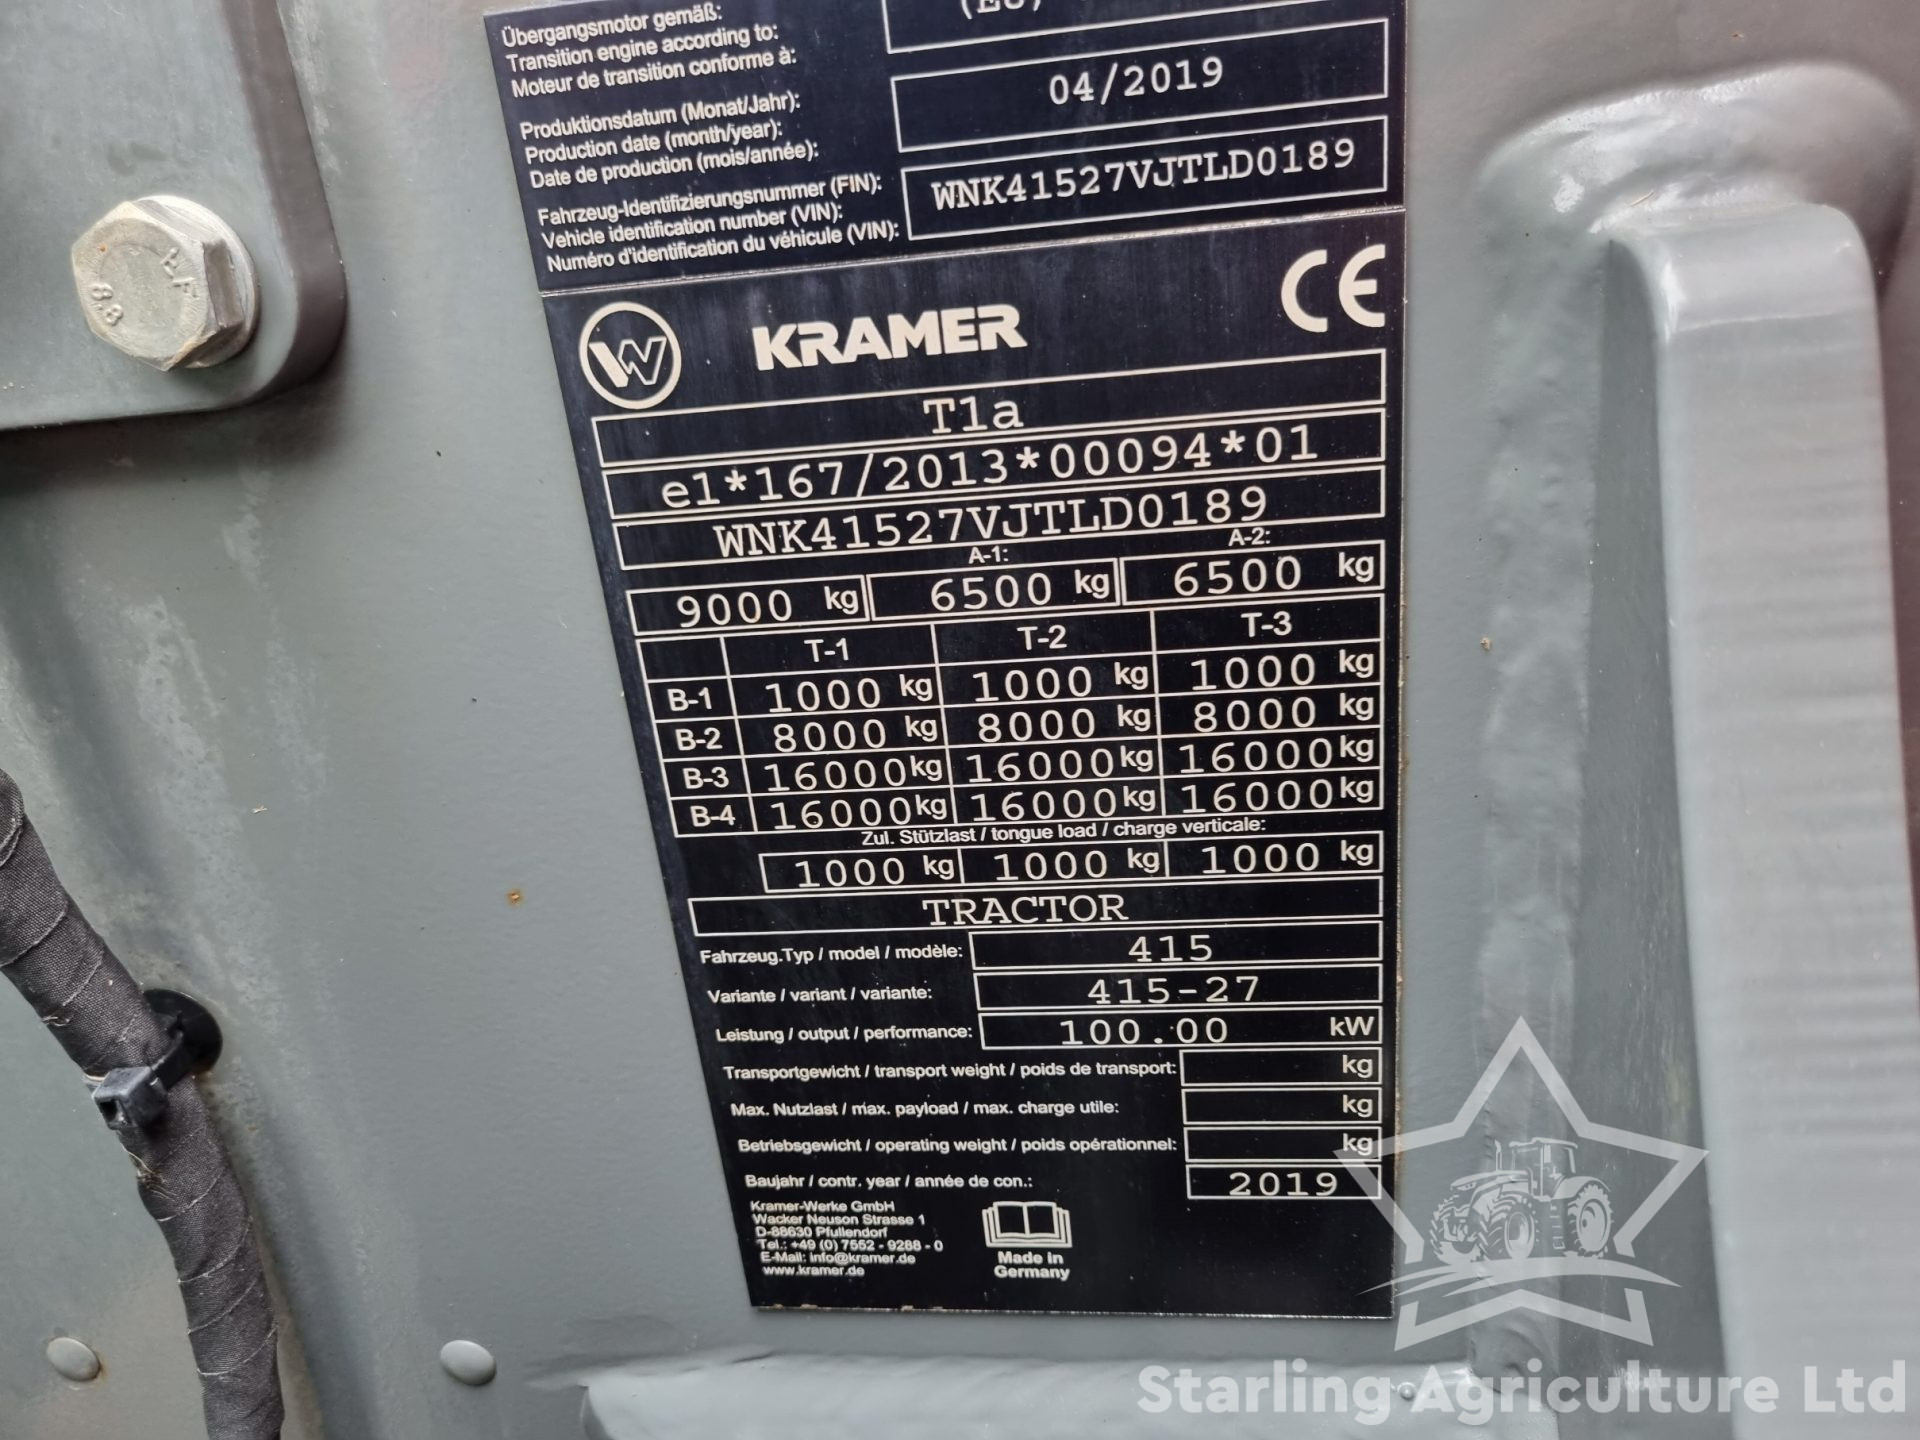 Übergangsmotor gemäß:
Transition engine according to:
Moteur de transition conforme à:
Produktionsdatum (Monat/Jahr):
Production date (month/year):
Date de production (mois/année):
04/2019
Fahrzeug-Identifizierungsnummer (FIN):
Vehicle identification number (VIN):
Numéro d'identification du véhicule (VIN):
WNK41527VJTLD0189
W KRAMER CE
T1a
e1*167/2013*00094*01
WNK41527VJTLD0189
A-1: A-2:
9000 kg 6500 kg 6500 kg
T-1 T-2 T-3
B-1 1000 kg 1000 kg 1000 kg
B-2 8000 kg 8000 kg 8000 kg
B-3 16000 kg 16000 kg 16000 kg
B-4 16000 kg 16000 kg 16000 kg
Zul. Stützlast / tongue load / charge verticale:
1000 kg 1000 kg 1000 kg
TRACTOR
Fahrzeug.Typ / model / modèle: 415
Variante / variant / variante: 415-27
Leistung / output / performance: 100.00 kW
Transportgewicht / transport weight / poids de transport: kg
Max. Nutzlast / max. payload / max. charge utile: kg
Betriebsgewicht / operating weight / poids opérationnel: kg
Baujahr / contr. year / année de con.: 2019
Kramer-Werke GmbH
Wacker Neuson Strasse 1
D-88630 Pfullendorf
Tel.: +49 (0) 7552 - 9288 - 0
E-Mail: info@kramer.de
www.kramer.de
Made in
Germany
8.8
Starling Agriculture Ltd